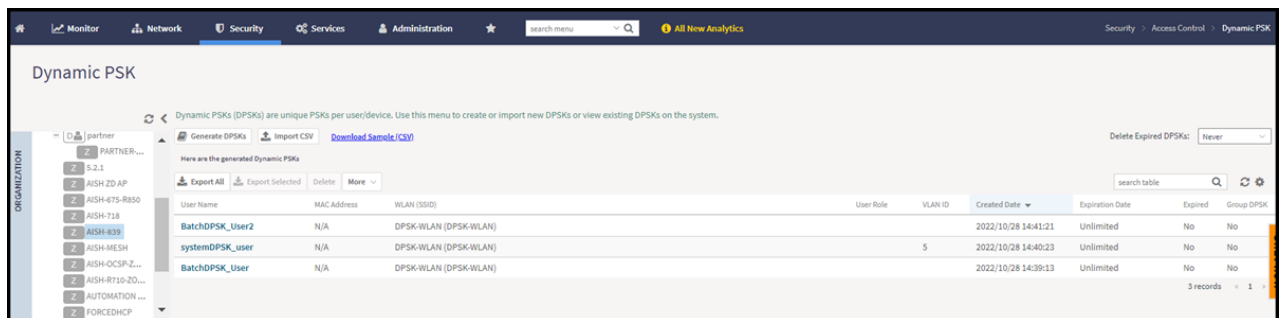 Monitor Network Security Services Administration search menu All New Analytics Security > Access Control > Dynamic PSK
Dynamic PSK
Dynamic PSKs (DPSKs) are unique PSKs per user/device. Use this menu to create or import new DPSKs or view existing DPSKs on the system.
ORGANIZATION
D partner
Z PARTNER-...
Z 5.2.1
Z AISH ZD AP
Z AISH-675-R850
Z AISH-718
Z AISH-839
Z AISH-MESH
Z AISH-OCSP-Z...
Z AISH-R710-ZO...
Z AUTOMATION ...
Z FORCEDHCP
Generate DPSKs Import CSV Download Sample (CSV) Delete Expired DPSKs: Never
Here are the generated Dynamic PSKs
Export All Export Selected Delete More search table
User Name MAC Address WLAN (SSID) User Role VLAN ID Created Date Expiration Date Expired Group DPSK
BatchDPSK_User2 N/A DPSK-WLAN (DPSK-WLAN) 2022/10/28 14:41:21 Unlimited No No
systemDPSK_user N/A DPSK-WLAN (DPSK-WLAN) 5 2022/10/28 14:40:23 Unlimited No No
BatchDPSK_User N/A DPSK-WLAN (DPSK-WLAN) 2022/10/28 14:39:13 Unlimited No No
3 records « 1 »